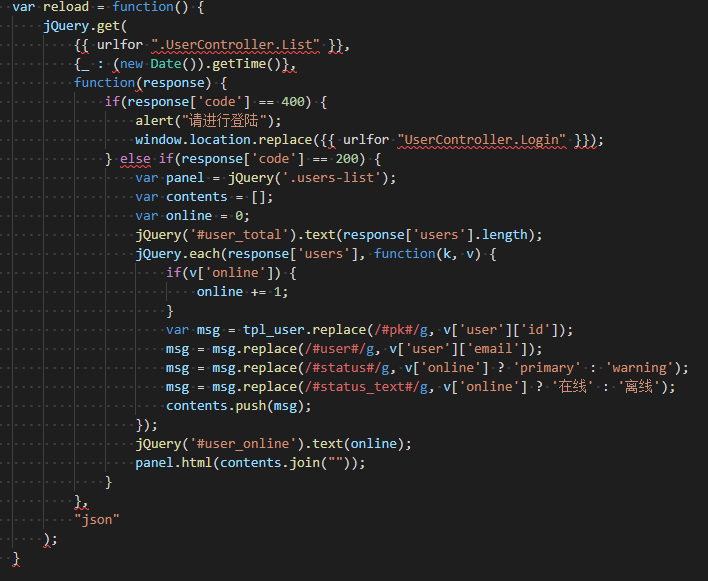 var reload = function() {
    jQuery.get(
        {{ urlfor ".UserController.List" }},
        {_ : (new Date()).getTime()},
        function(response) {
            if(response['code'] == 400) {
                alert("请进行登陆");
                window.location.replace({{ urlfor "UserController.Login" }});
            } else if(response['code'] == 200) {
                var panel = jQuery('.users-list');
                var contents = [];
                var online = 0;
                jQuery('#user_total').text(response['users'].length);
                jQuery.each(response['users'], function(k, v) {
                    if(v['online']) {
                        online += 1;
                    }
                    var msg = tpl_user.replace(/#pk#/g, v['user']['id']);
                    msg = msg.replace(/#user#/g, v['user']['email']);
                    msg = msg.replace(/#status#/g, v['online'] ? 'primary' : 'warning');
                    msg = msg.replace(/#status_text#/g, v['online'] ? '在线' : '离线');
                    contents.push(msg);
                });
                jQuery('#user_online').text(online);
                panel.html(contents.join(""));
            }
        },
        "json"
    );
}